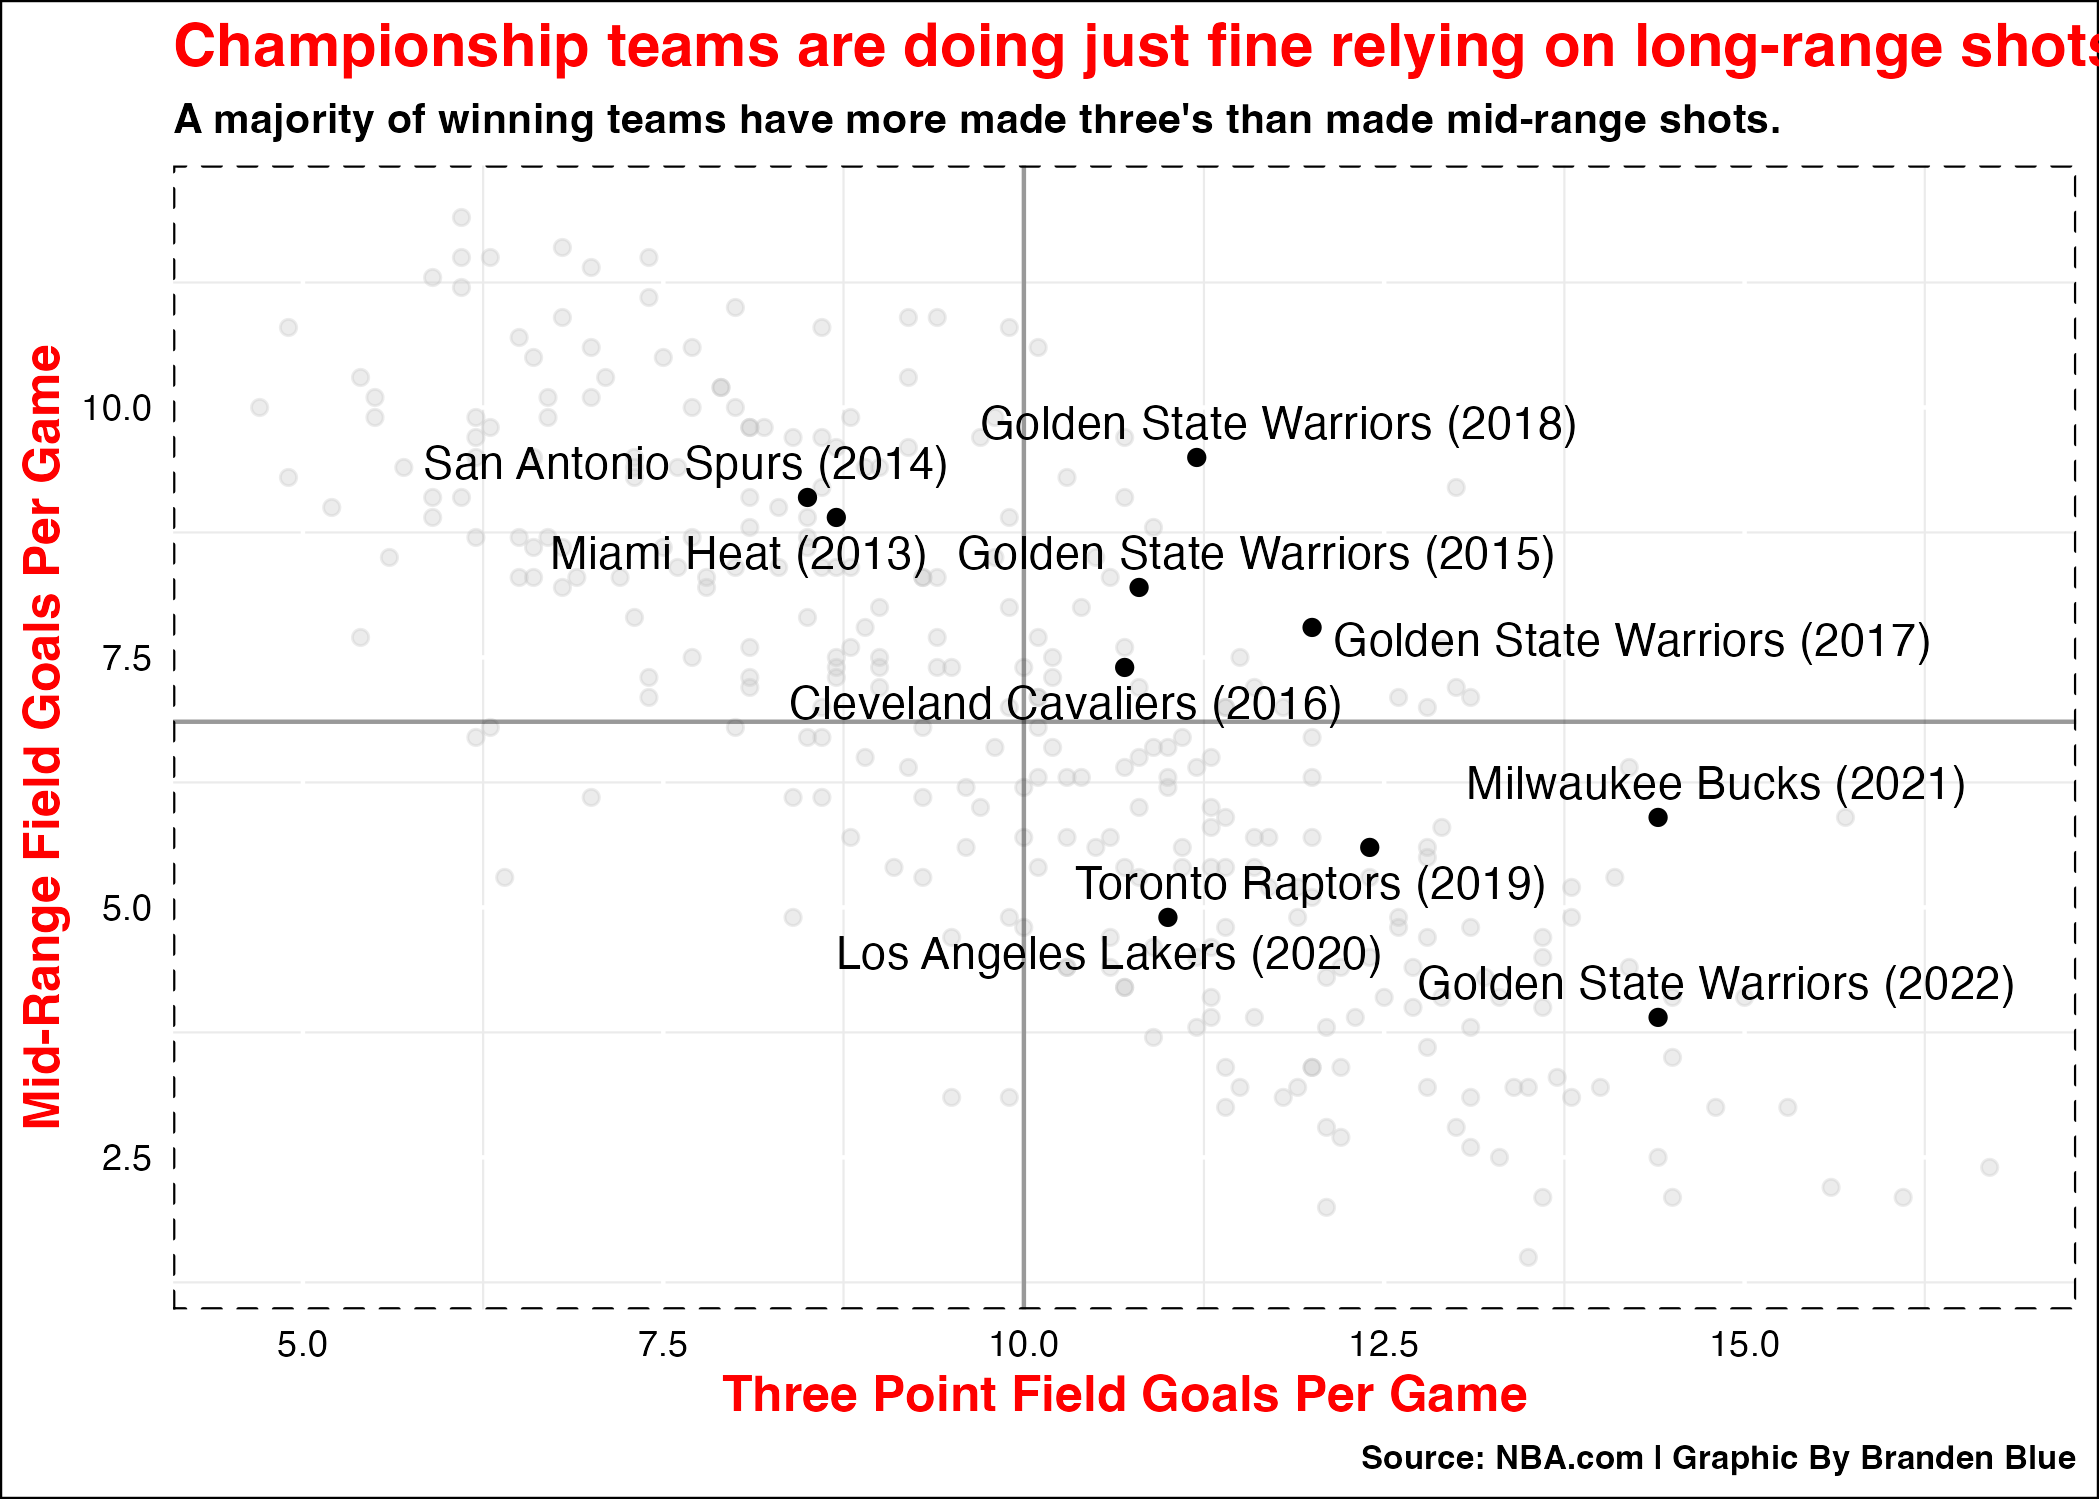 Championship teams are doing just fine relying on long-range shots
A majority of winning teams have more made three's than made mid-range shots.
Mid-Range Field Goals Per Game
10.0
7.5
5.0
2.5
Golden State Warriors (2018)
San Antonio Spurs (2014)
Miami Heat (2013)
Golden State Warriors (2015)
Golden State Warriors (2017)
Cleveland Cavaliers (2016)
Milwaukee Bucks (2021)
Toronto Raptors (2019)
Los Angeles Lakers (2020)
Golden State Warriors (2022)
5.0
7.5
10.0
12.5
15.0
Three Point Field Goals Per Game
Source: NBA.com | Graphic By Branden Blue